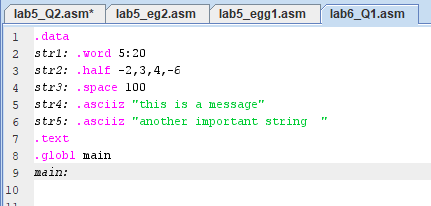 lab5_Q2.asm* lab5_eg2.asm lab5_egg1.asm lab6_Q1.asm
1 .data
2 str1: .word 5:20
3 str2: .half -2,3,4,-6
4 str3: .space 100
5 str4: .asciiz "this is a message"
6 str5: .asciiz "another important string  "
7 .text
8 .globl main
9 main:
10
11